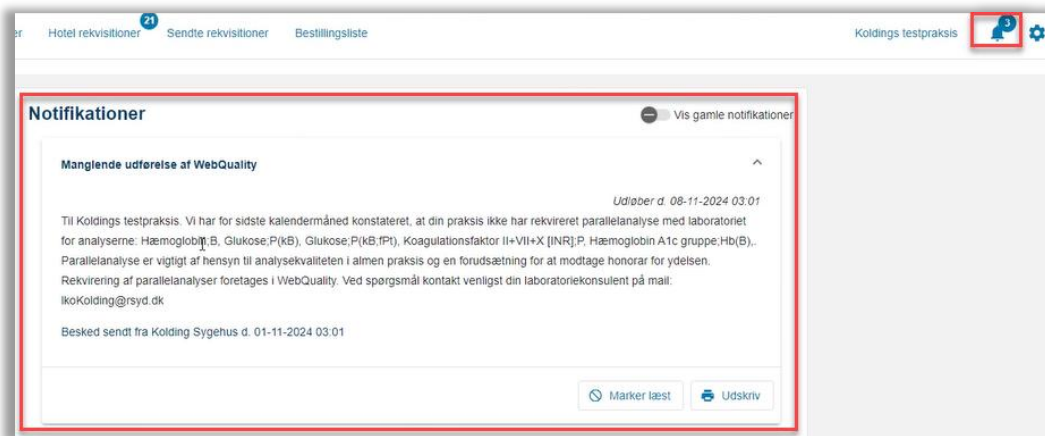 21
3
er Hotel rekvisitioner Sendte rekvisitioner Bestillingsliste Koldings testpraksis
Notifikationer
Vis gamle notifikationer
Manglende udførelse af WebQuality
Udløber d. 08-11-2024 03:01
Til Koldings testpraksis. Vi har for sidste kalendermåned konstateret, at din praksis ikke har rekvireret parallelanalyse med laboratoriet
for analyserne: Hæmoglobin;B, Glukose;P(kB), Glukose;P(kB;fPt), Koagulationsfaktor II+VII+X [INR];P, Hæmoglobin A1c gruppe;Hb(B),.
Parallelanalyse er vigtigt af hensyn til analysekvaliteten i almen praksis og en forudsætning for at modtage honorar for ydelsen.
Rekvirering af parallelanalyser foretages i WebQuality. Ved spørgsmål kontakt venligst din laboratoriekonsulent på mail:
lkoKolding@rsyd.dk
Besked sendt fra Kolding Sygehus d. 01-11-2024 03:01
Marker læst Udskriv